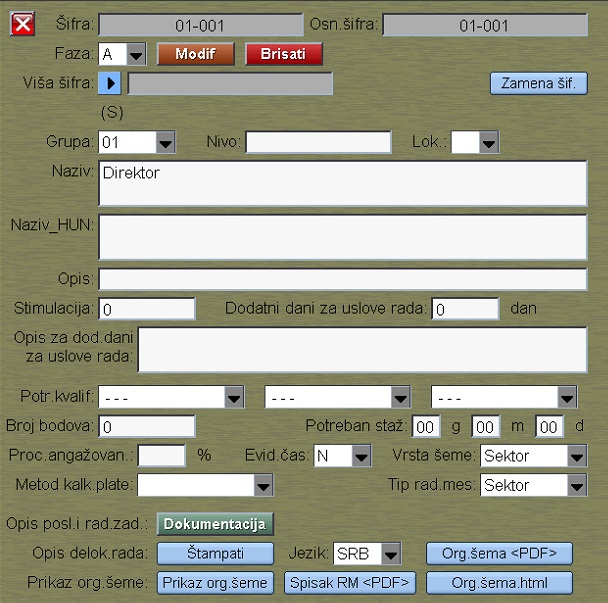 Šifra: 01-001 Osn.šifra: 01-001
Faza: A Modif Brisati
Viša šifra: Zamena šif.
(S)
Grupa: 01 Nivo: Lok.:
Naziv: Direktor
Naziv_HUN:
Opis:
Stimulacija: 0 Dodatni dani za uslove rada: 0 dan
Opis za dod.dani
za uslove rada:
Potr.kvalif: --- --- ---
Broj bodova: 0 Potreban staž: 00 g 00 m 00 d
Proc.angažovan.: % Evid.čas: N Vrsta šeme: Sektor
Metod kalk.plate: Tip rad.mes: Sektor
Opis posl.i rad.zad.: Dokumentacija
Opis delok.rada: Štampati Jezik: SRB Org.šema <PDF>
Prikaz org.šeme: Prikaz org.šeme Spisak RM <PDF> Org.šema.html